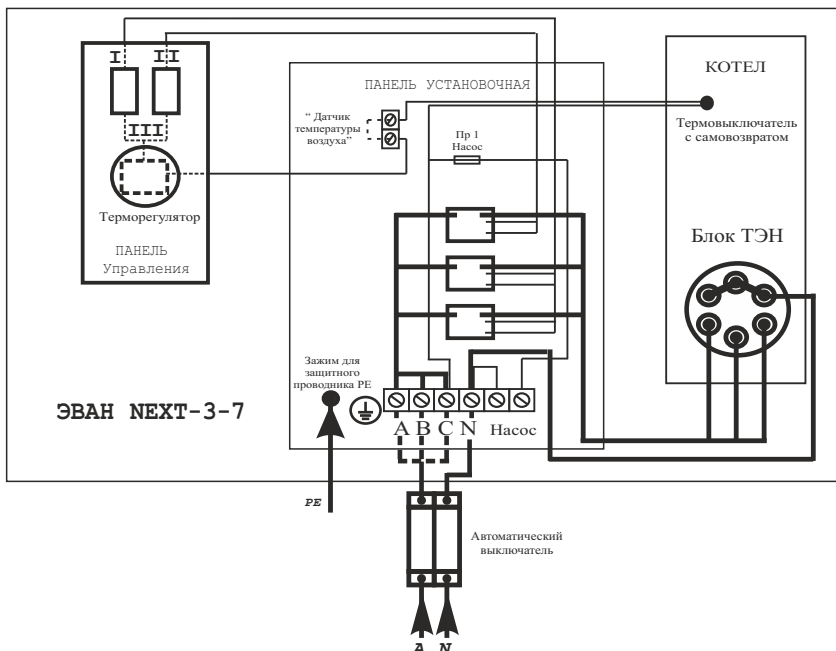 I II
III
Терморегулятор
ПАНЕЛЬ
Управления
ПАНЕЛЬ УСТАНОВОЧНАЯ
“ Датчик
температуры
воздуха”
Пр 1
Насос
КОТЕЛ
Термовыключатель
с самовозвратом
Блок ТЭН
Зажим для
защитного
проводника PE
ЭВАН NEXT-3-7
A B C N Насос
PE
Автоматический
выключатель
A N